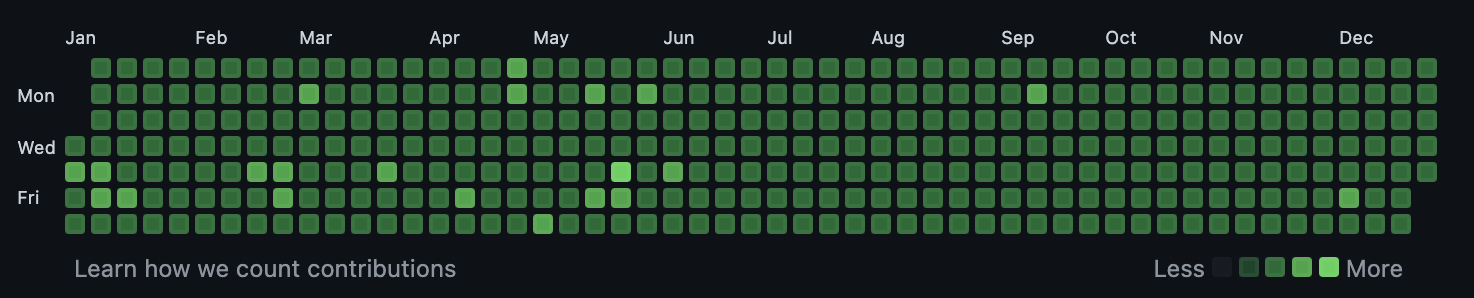 Jan Feb Mar Apr May Jun Jul Aug Sep Oct Nov Dec
Mon
Wed
Fri
Learn how we count contributions
Less More